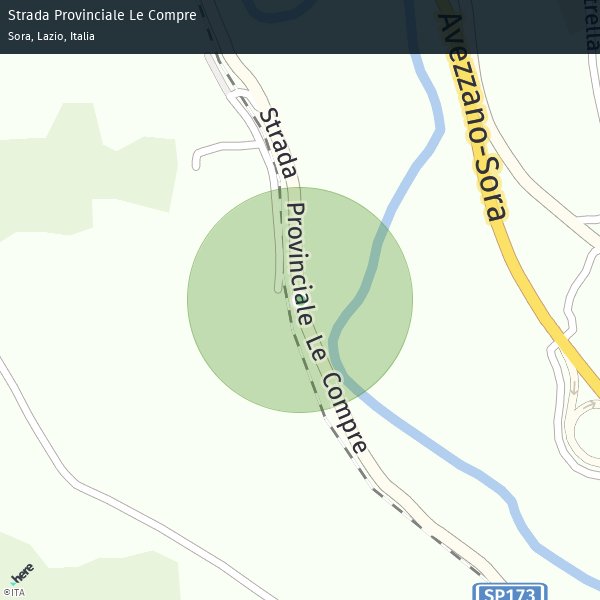 Strada Provinciale Le Compre
Sora, Lazio, Italia
Avezzano-Sora
Strada Provinciale Le Compre
SP173
here
©ITA